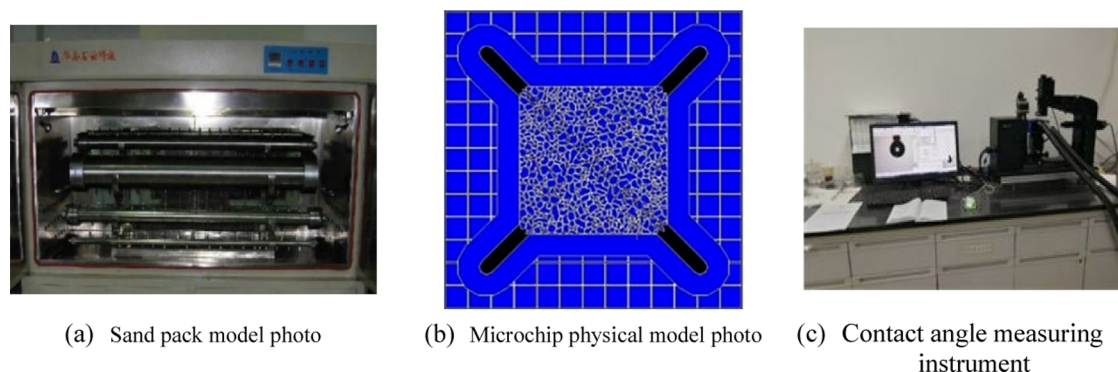 (a) Sand pack model photo
(b) Microchip physical model photo
(c) Contact angle measuring
instrument